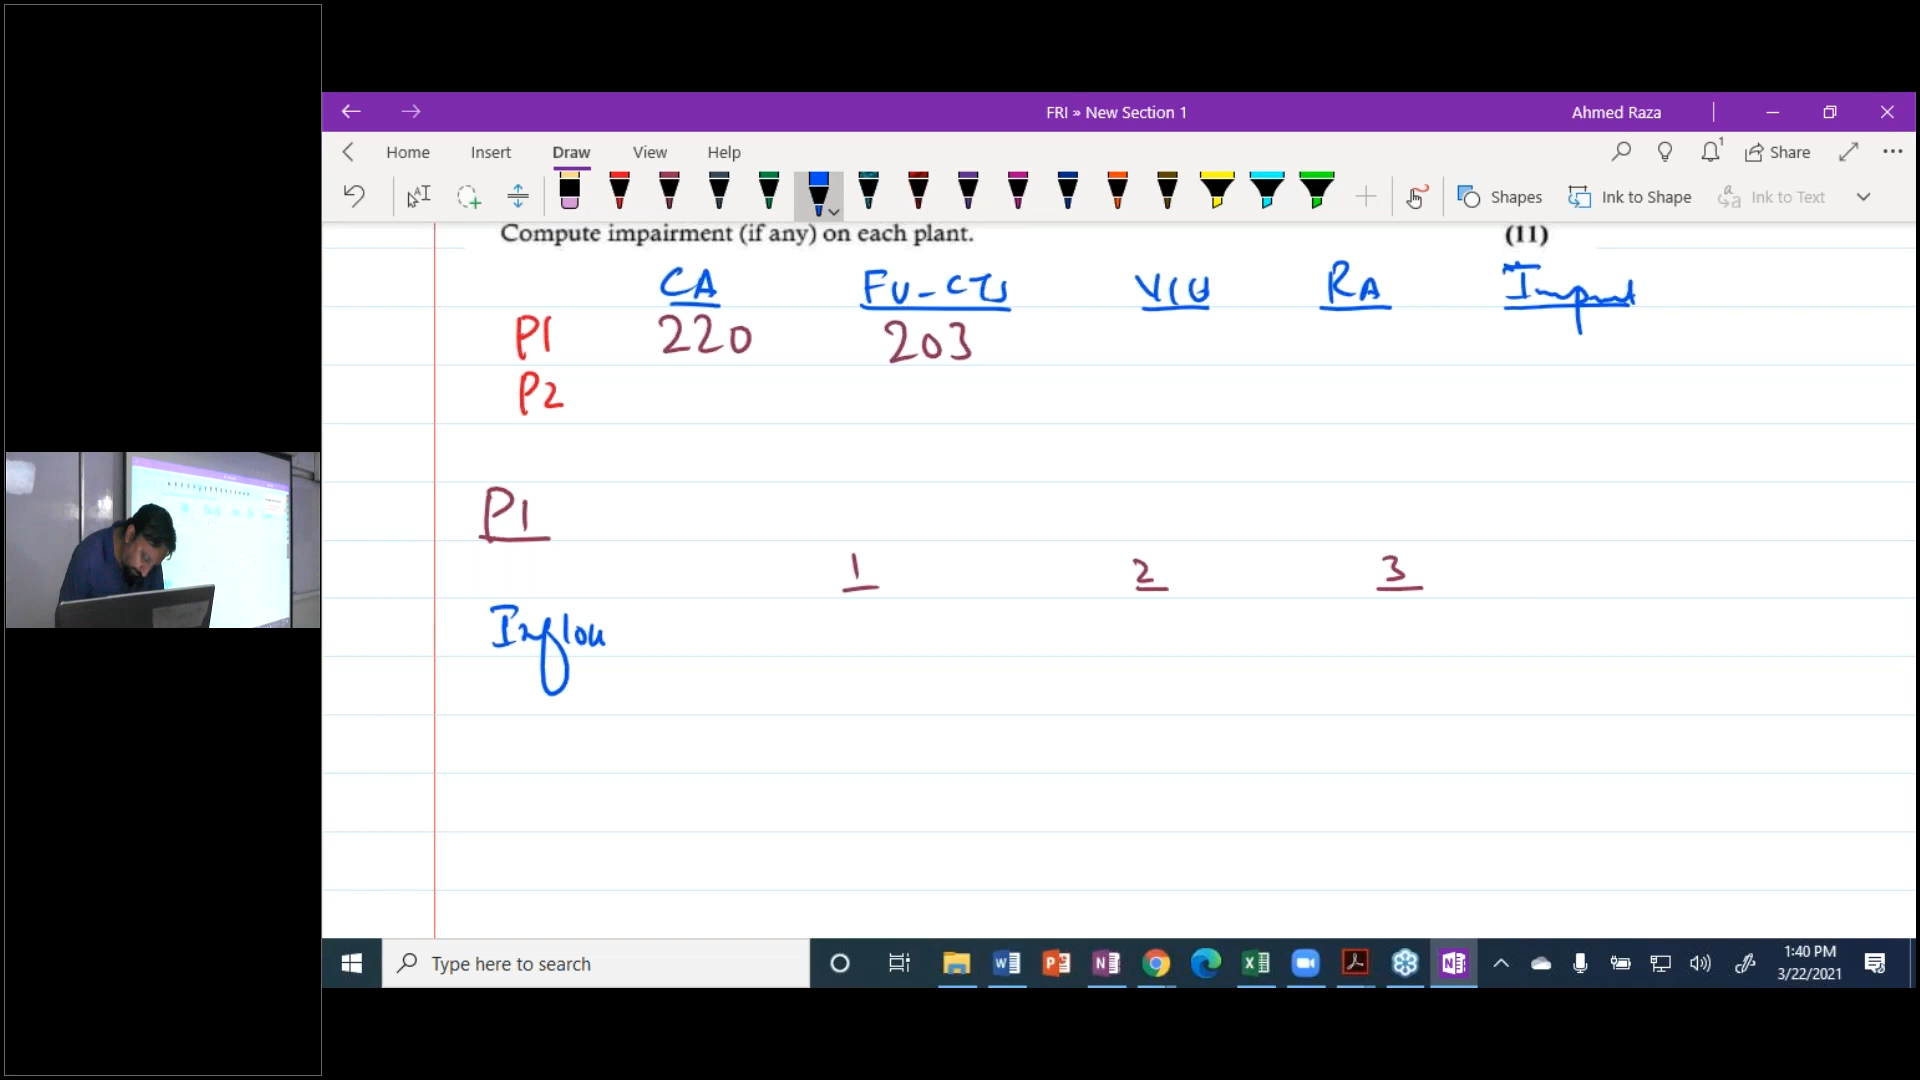 FRI » New Section 1
Ahmed Raza
Home Insert Draw View Help
1
Share
Shapes
Ink to Shape
Ink to Text
Compute impairment (if any) on each plant. (11)
CA FV-CTS VIU RA
P1 220 203
P2
P1
1 2 3
Inflow
Type here to search
1:40 PM
3/22/2021